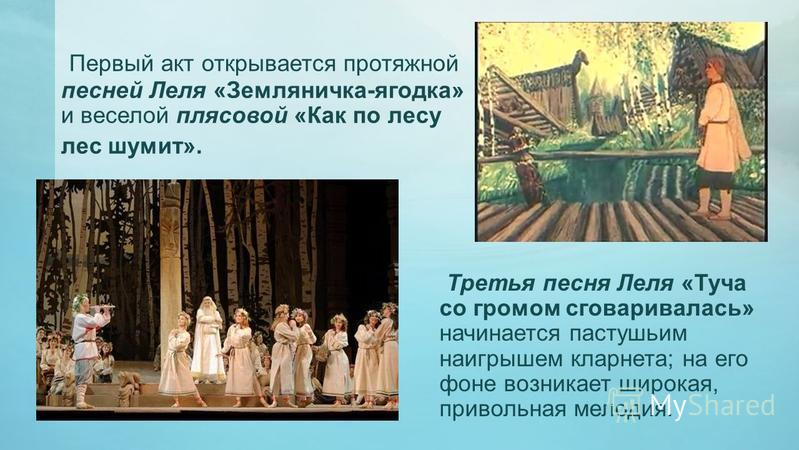 Первый акт открывается протяжной
песней Леля «Земляничка-ягодка»
и веселой плясовой «Как по лесу
лес шумит».
Третья песня Леля «Туча
со громом сговаривалась»
начинается пастушьим
наигрышем кларнета; на его
фоне возникает широкая,
привольная мелодия.
MyShared